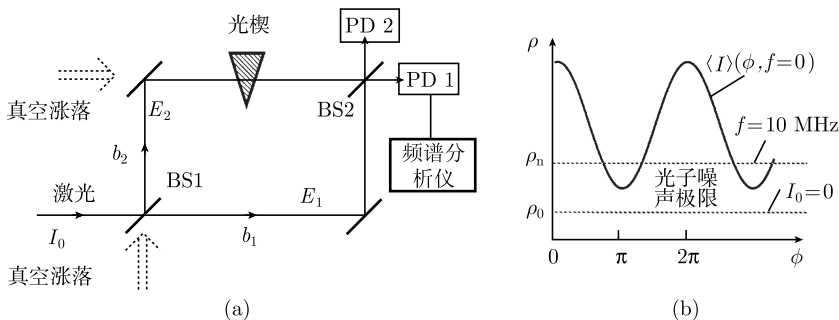 光楔
PD 2
PD 1
BS2
真空涨落
E₂
b₂
频谱分
析仪
BS1
激光
E₁
I₀
b₁
真空涨落
(a)
ρ
⟨I⟩(ϕ,f=0)
f=10 MHz
ρₙ
光子噪
声极限
I₀=0
ρ₀
0
π
2π
ϕ
(b)